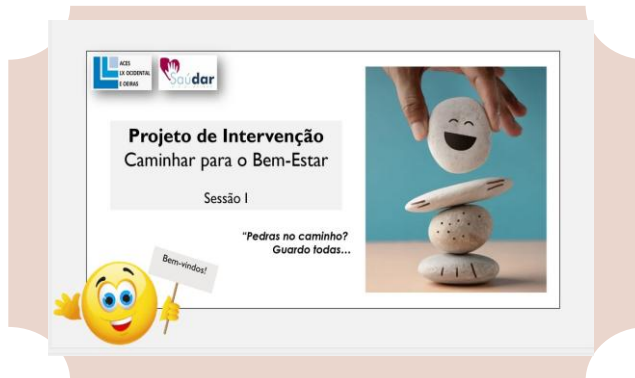 ACES
LX OCIDENTAL
E OEIRAS
Saúdar
Projeto de Intervenção
Caminhar para o Bem-Estar
Sessão I
"Pedras no caminho?
Guardo todas...
Bem-vindos!